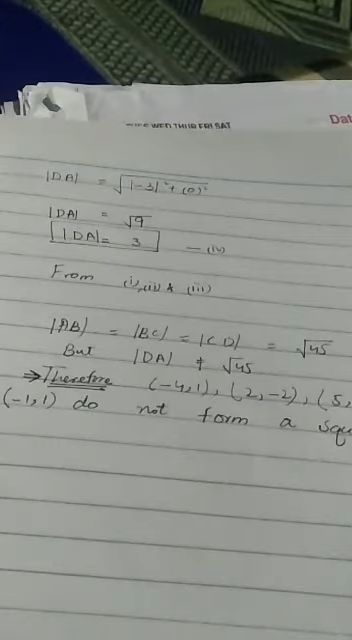 WED THUR FRI SAT
Dat
|DA| = √|-3|² + (0)²
|DA| = √9
|DA| = 3 — (iv)
From (i), (ii) & (iii)
|AB| = |BC| = |CD| = √45
But |DA| ≠ √45
⇒ Therefore (-4,1), (2,-2), (5,
(-1,1) do not form a squ